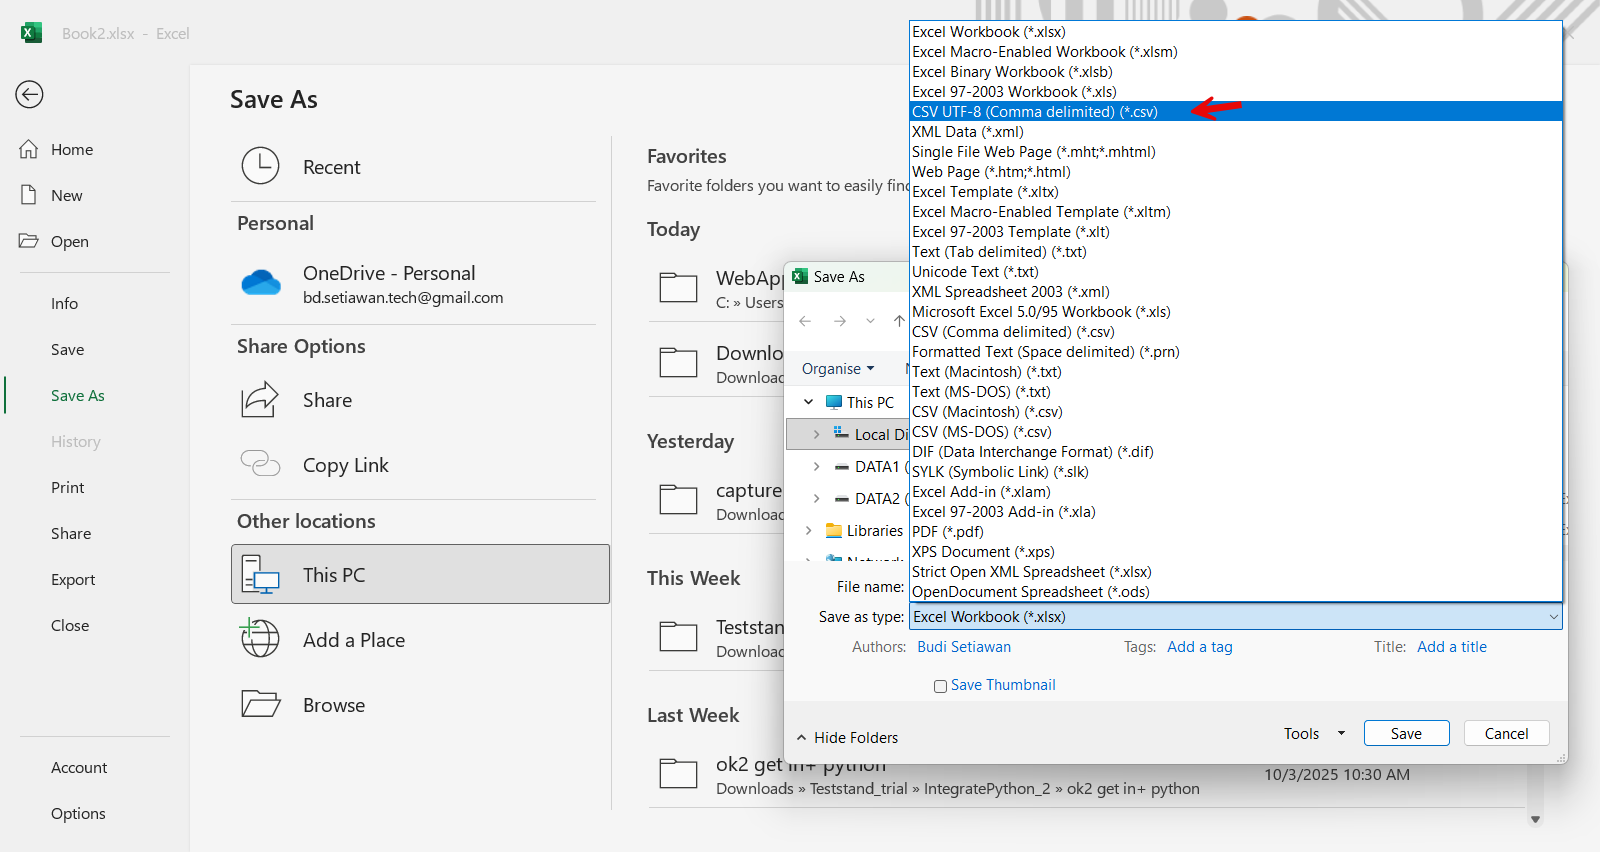 Book2.xlsx - Excel
Home
New
Open
Info
Save
Save As
History
Print
Share
Export
Close
Account
Options
Save As
Recent
Personal
OneDrive - Personal
bd.setiawan.tech@gmail.com
Share Options
Share
Copy Link
Other locations
This PC
Add a Place
Browse
Favorites
Favorite folders you want to easily find
Today
WebApp
C: » Users
Downlo
Download
Yesterday
capture
Download
This Week
Teststand
Download
Last Week
ok2 get in+ python
Downloads » Teststand_trial » IntegratePython_2 » ok2 get in+ python
10/3/2025 10:30 AM
Save As
Organise
This PC
Local Di
DATA1 (
DATA2 (
Libraries
Network
File name:
Save as type: Excel Workbook (*.xlsx)
Authors: Budi Setiawan
Tags: Add a tag
Title: Add a title
Save Thumbnail
Hide Folders
Tools
Save
Cancel
Excel Workbook (*.xlsx)
Excel Macro-Enabled Workbook (*.xlsm)
Excel Binary Workbook (*.xlsb)
Excel 97-2003 Workbook (*.xls)
CSV UTF-8 (Comma delimited) (*.csv)
XML Data (*.xml)
Single File Web Page (*.mht;*.mhtml)
Web Page (*.htm;*.html)
Excel Template (*.xltx)
Excel Macro-Enabled Template (*.xltm)
Excel 97-2003 Template (*.xlt)
Text (Tab delimited) (*.txt)
Unicode Text (*.txt)
XML Spreadsheet 2003 (*.xml)
Microsoft Excel 5.0/95 Workbook (*.xls)
CSV (Comma delimited) (*.csv)
Formatted Text (Space delimited) (*.prn)
Text (Macintosh) (*.txt)
Text (MS-DOS) (*.txt)
CSV (Macintosh) (*.csv)
CSV (MS-DOS) (*.csv)
DIF (Data Interchange Format) (*.dif)
SYLK (Symbolic Link) (*.slk)
Excel Add-in (*.xlam)
Excel 97-2003 Add-in (*.xla)
PDF (*.pdf)
XPS Document (*.xps)
Strict Open XML Spreadsheet (*.xlsx)
OpenDocument Spreadsheet (*.ods)